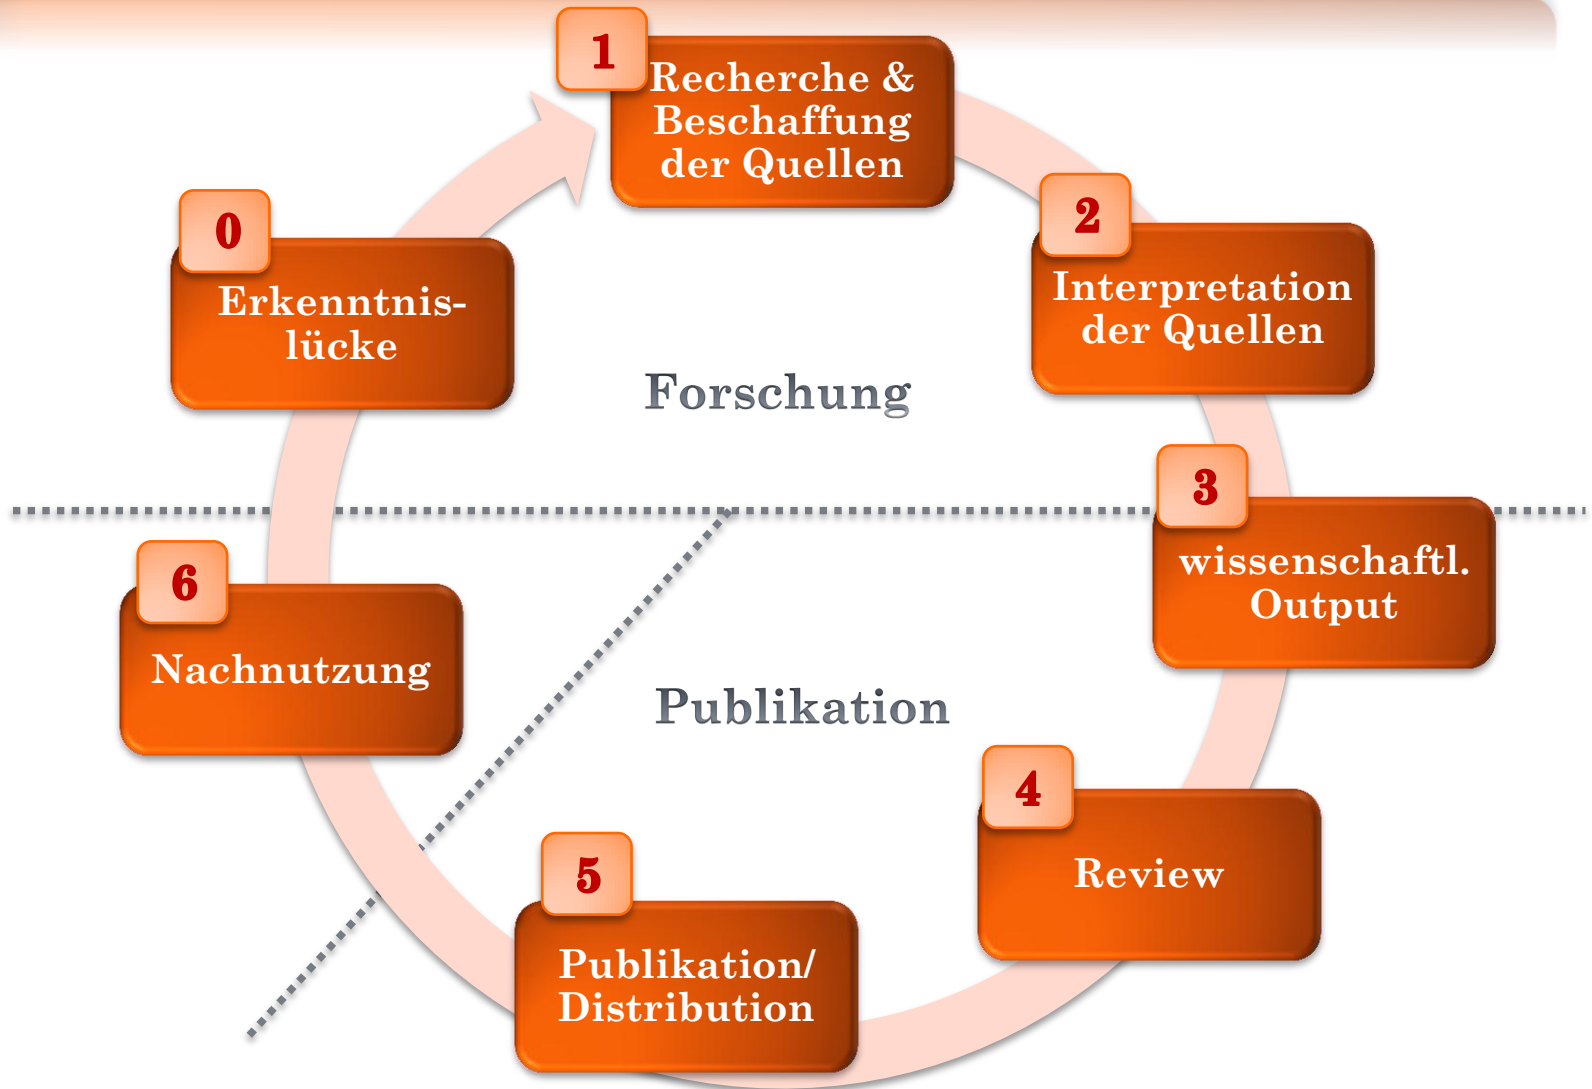 1
Recherche &
Beschaffung
der Quellen
2
Interpretation
der Quellen
0
Erkenntnis-
lücke
Forschung
3
wissenschaftl.
Output
6
Nachnutzung
Publikation
4
Review
5
Publikation/
Distribution